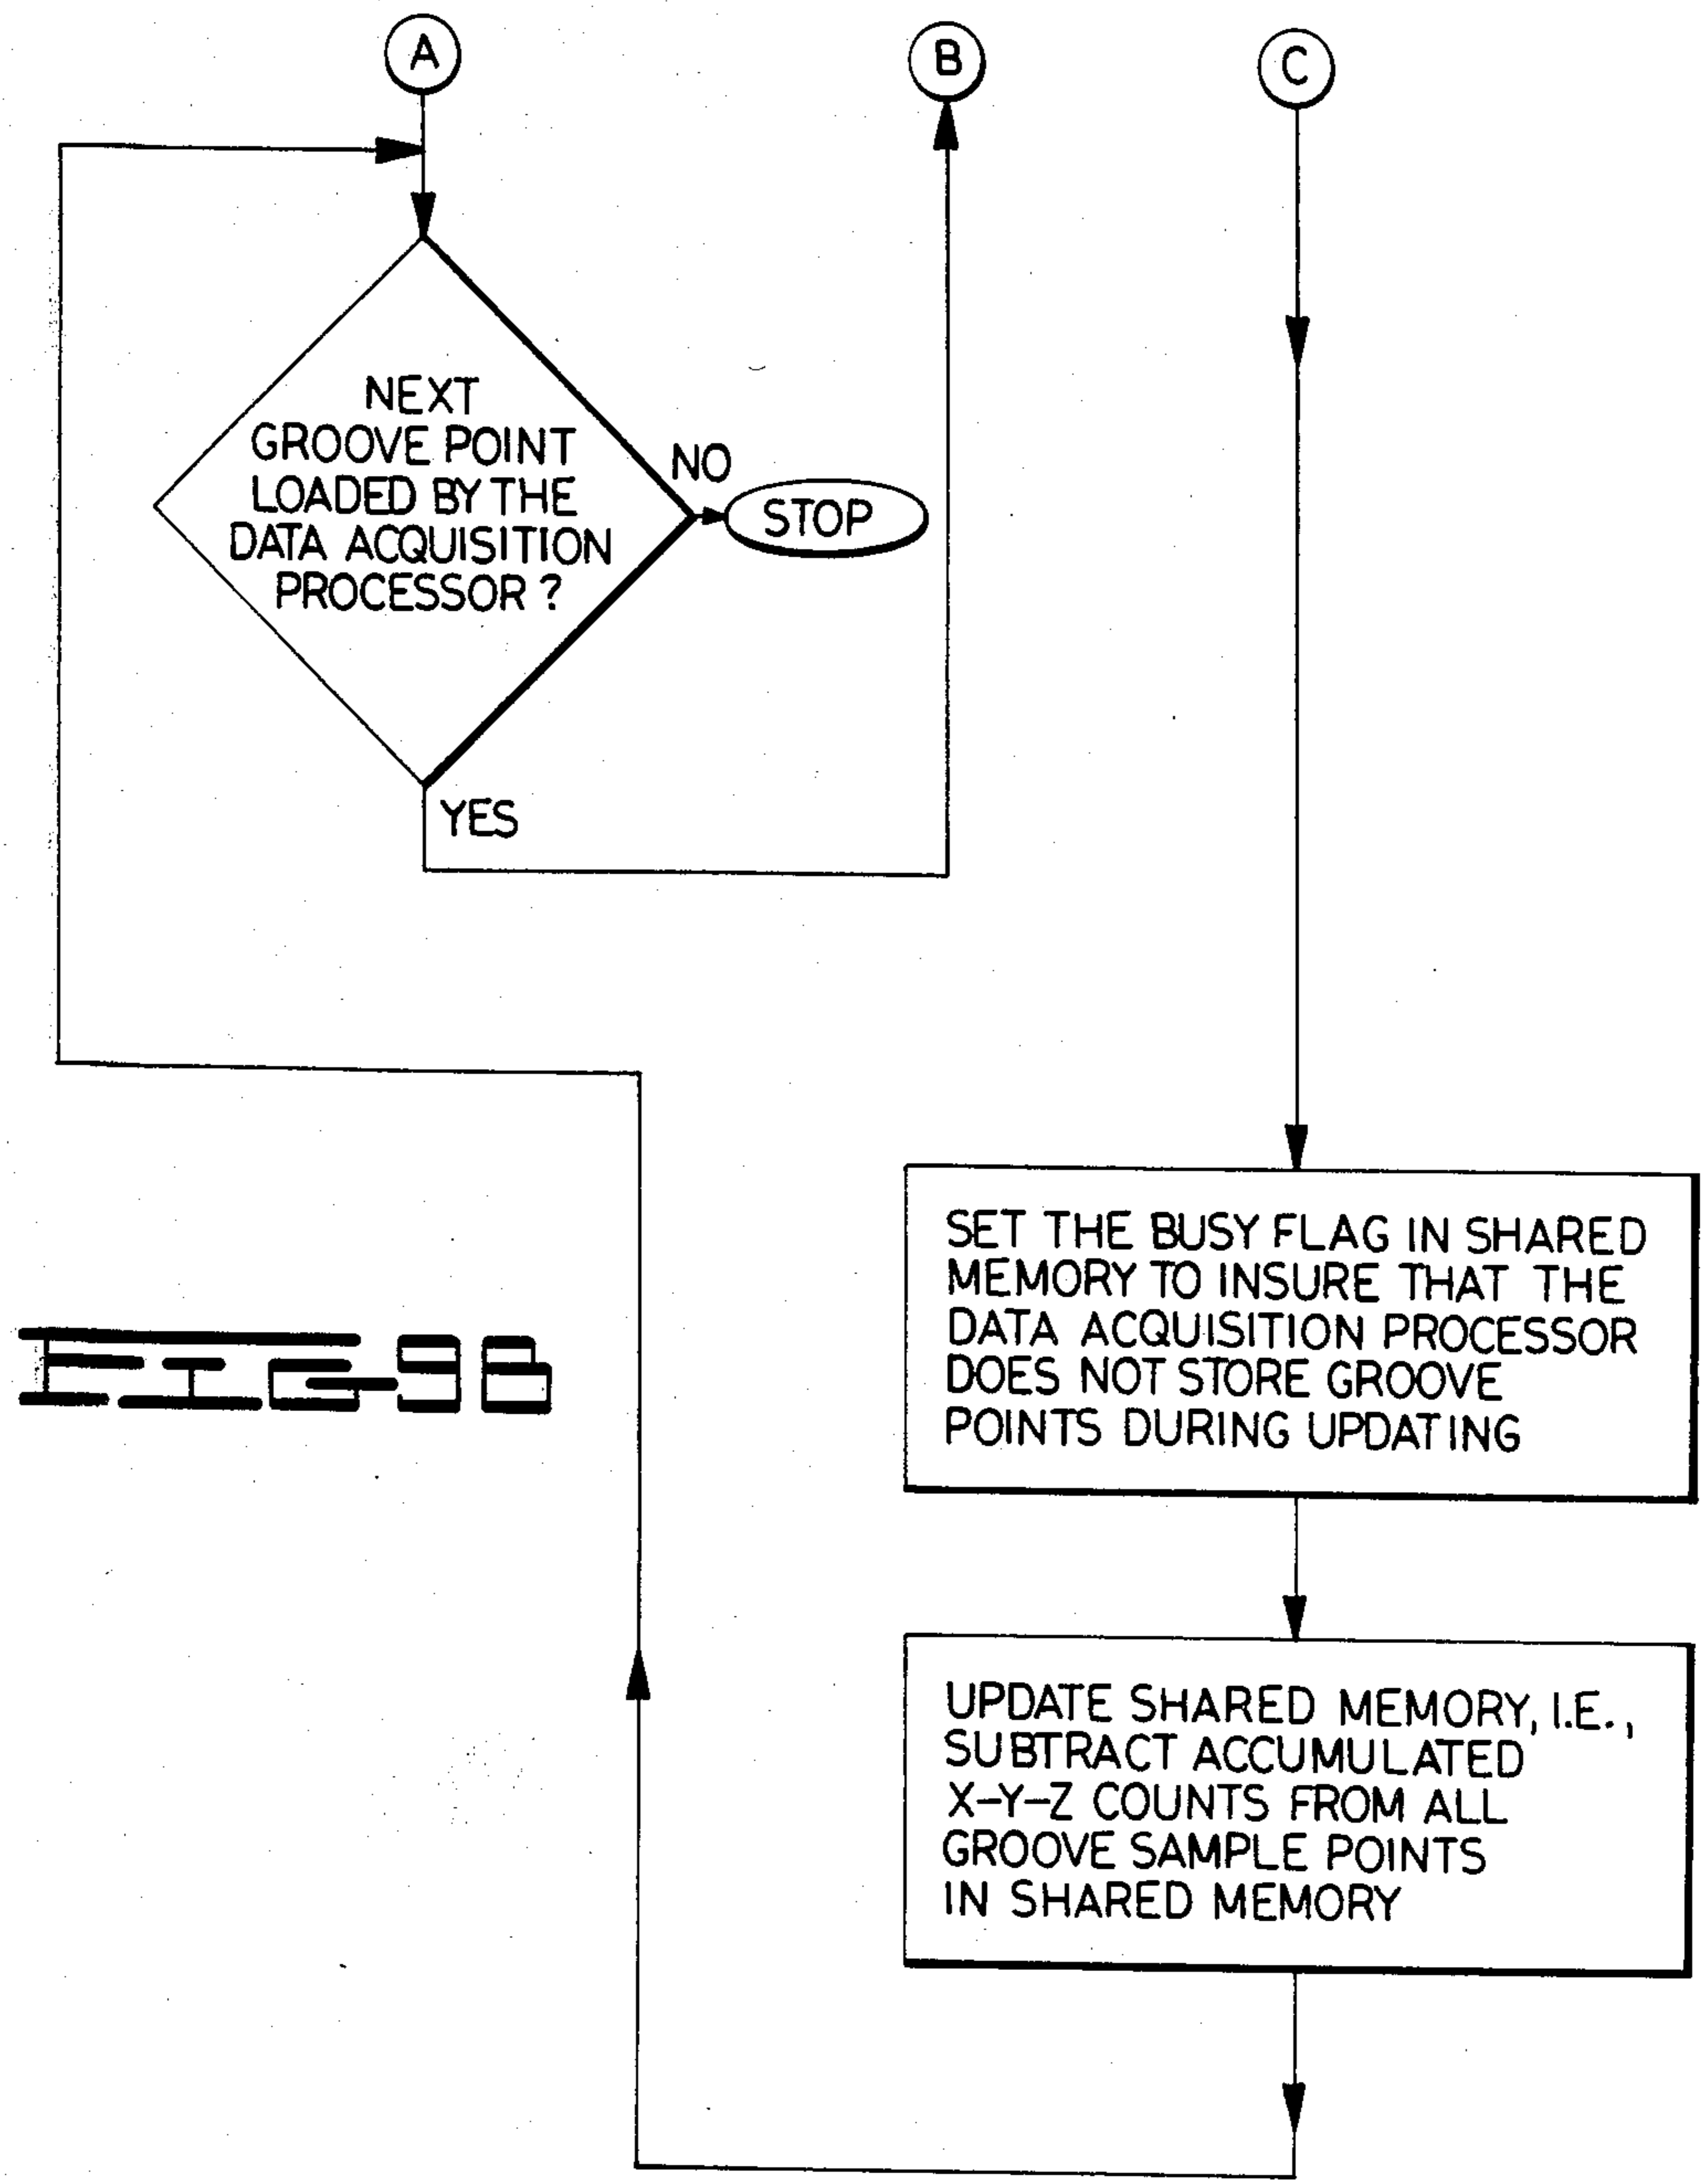 A
B
C
NEXT
GROOVE POINT
LOADED BY THE
DATA ACQUISITION
PROCESSOR ?
NO
STOP
YES
SET THE BUSY FLAG IN SHARED
MEMORY TO INSURE THAT THE
DATA ACQUISITION PROCESSOR
DOES NOT STORE GROOVE
POINTS DURING UPDATING
FIG-9B
UPDATE SHARED MEMORY, I.E.,
SUBTRACT ACCUMULATED
X-Y-Z COUNTS FROM ALL
GROOVE SAMPLE POINTS
IN SHARED MEMORY